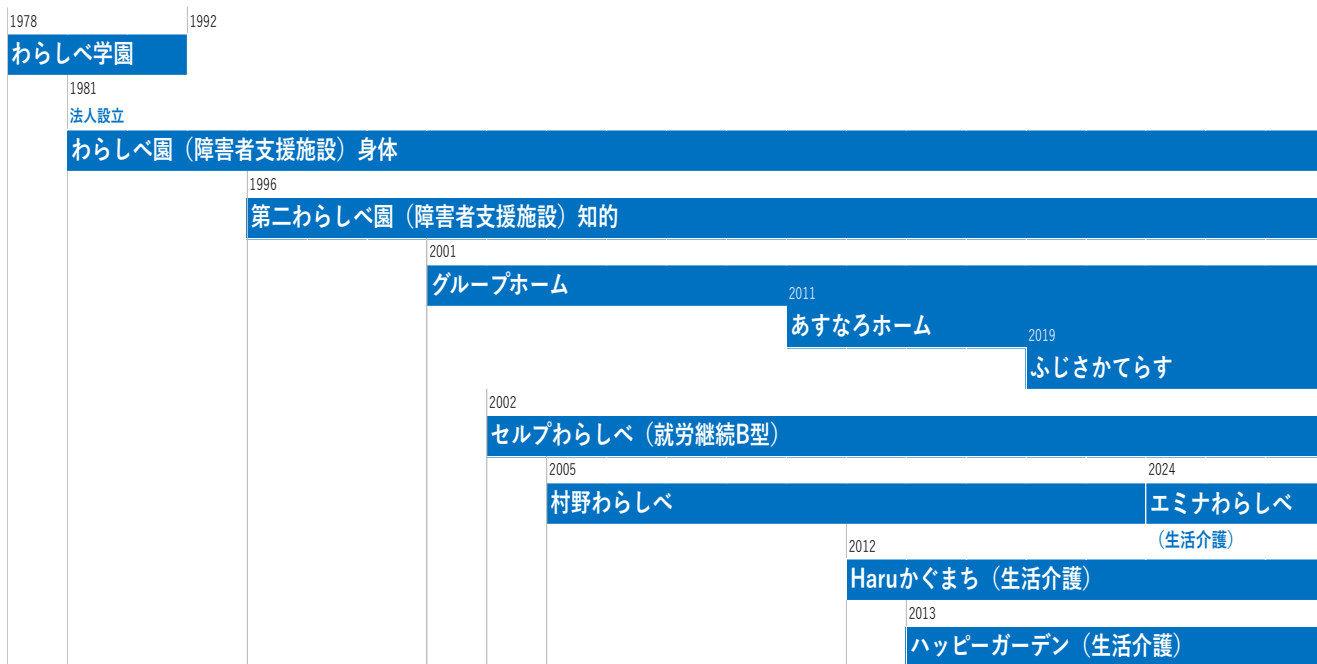 1978 1992
わらしべ学園
1981
法人設立
わらしべ園（障害者支援施設）身体
1996
第二わらしべ園（障害者支援施設）知的
2001
グループホーム
2011
あすなろホーム
2019
ふじさかてらす
2002
セルプわらしべ（就労継続B型）
2005 2024
村野わらしべ エミナわらしべ
（生活介護）
2012
Haruかぐまち（生活介護）
2013
ハッピーガーデン（生活介護）